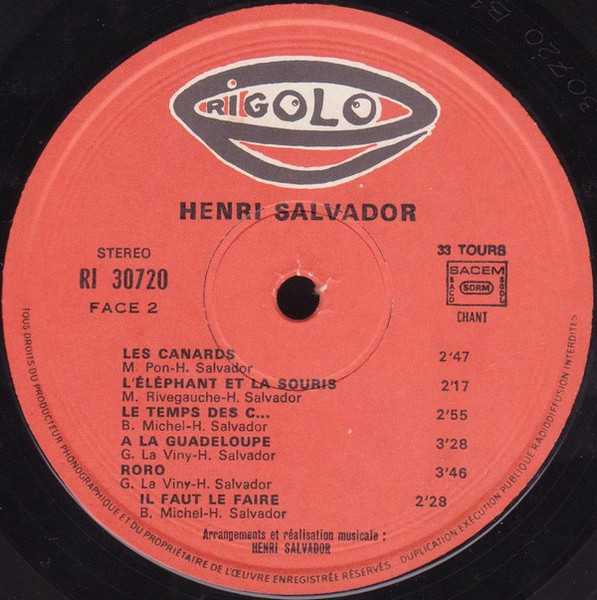 RIGOLO
HENRI SALVADOR
STEREO
RI 30720
FACE 2
33 TOURS
SACEM
SACD
SDRM
SGDL
CHANT
LES CANARDS 2'47
M. Pon-H. Salvador
L'ÉLÉPHANT ET LA SOURIS 2'17
M. Rivegauche-H. Salvador
LE TEMPS DES C... 2'55
B. Michel-H. Salvador
A LA GUADELOUPE 3'28
G. La Viny-H. Salvador
RORO 3'46
G. La Viny-H. Salvador
IL FAUT LE FAIRE 2'28
B. Michel-H. Salvador
Arrangements et réalisation musicale :
HENRI SALVADOR
TOUS DROITS DU PRODUCTEUR PHONOGRAPHIQUE ET DU PROPRIÉTAIRE DE L'ŒUVRE ENREGISTRÉE RÉSERVÉS. DUPLICATION EXÉCUTION PUBLIQUE RADIODIFFUSION INTERDITES
30720 B1